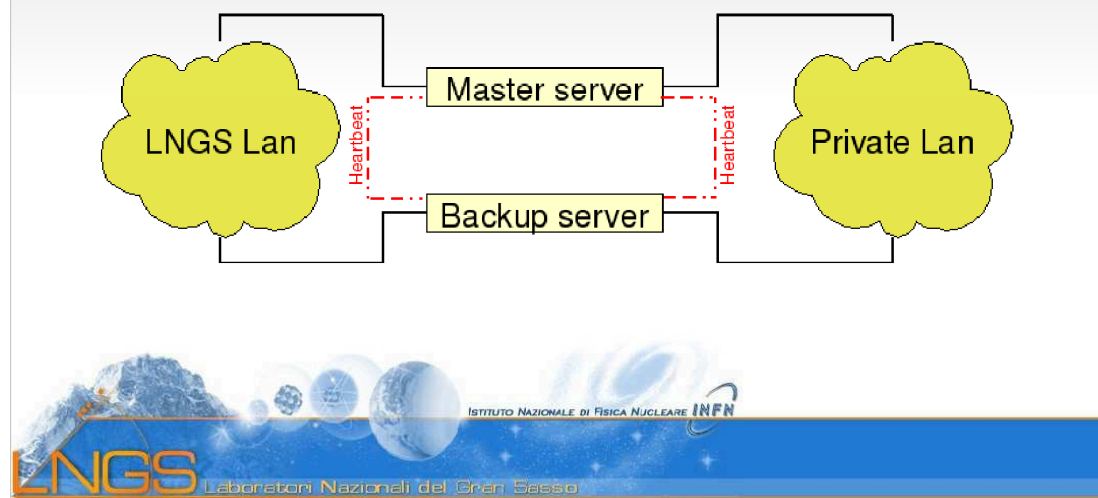 Master server
Heartbeat
Heartbeat
LNGS Lan
Private Lan
Backup server
ISTITUTO NAZIONALE DI FISICA NUCLEARE INFN
LNGS
Laboratori Nazionali del Gran Sasso